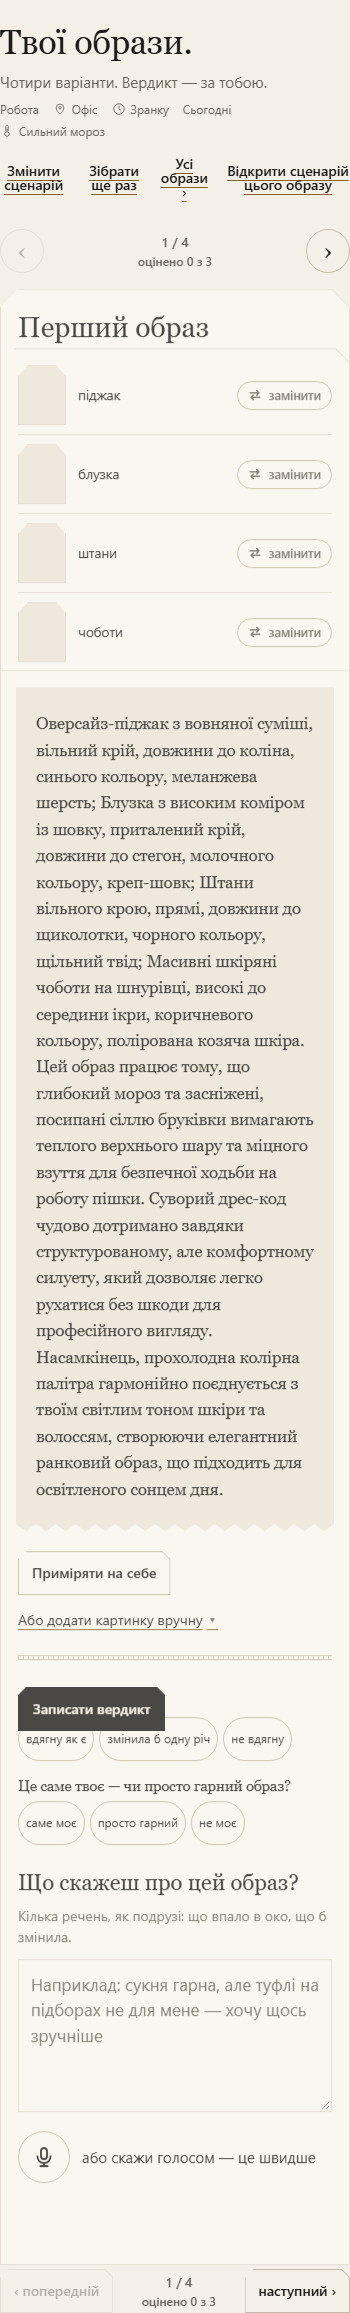 Твої образи.
Чотири варіанти. Вердикт — за тобою.
Робота Офіс Зранку Сьогодні
Сильний мороз
Змінити сценарій
Зібрати ще раз
Усі образи ›
Відкрити сценарій цього образу
‹
1 / 4
оцінено 0 з 3
›
Перший образ
піджак
замінити
блузка
замінити
штани
замінити
чоботи
замінити
Оверсайз-піджак з вовняної суміші,
вільний крій, довжини до коліна,
синього кольору, меланжева
шерсть; Блузка з високим коміром
із шовку, приталений крій,
довжини до стегон, молочного
кольору, креп-шовк; Штани
вільного крою, прямі, довжини до
щиколотки, чорного кольору,
щільний твід; Масивні шкіряні
чоботи на шнурівці, високі до
середини ікри, коричневого
кольору, полірована козяча шкіра.
Цей образ працює тому, що
глибокий мороз та засніжені,
посипані сіллю бруківки вимагають
теплого верхнього шару та міцного
взуття для безпечної ходьби на
роботу пішки. Суворий дрес-код
чудово дотримано завдяки
структурованому, але комфортному
силуету, який дозволяє легко
рухатися без шкоди для
професійного вигляду.
Насамкінець, прохолодна колірна
палітра гармонійно поєднується з
твоїм світлим тоном шкіри та
волоссям, створюючи елегантний
ранковий образ, що підходить для
освітленого сонцем дня.
Приміряти на себе
Або додати картинку вручну
Записати вердикт
вдягну як є
змінила б одну річ
не вдягну
Це саме твоє — чи просто гарний образ?
саме моє
просто гарний
не моє
Що скажеш про цей образ?
Кілька речень, як подрузі: що впало в око, що б
змінила.
Наприклад: сукня гарна, але туфлі на
підборах не для мене — хочу щось
зручніше
або скажи голосом — це швидше
‹ попередній
1 / 4
оцінено 0 з 3
наступний ›